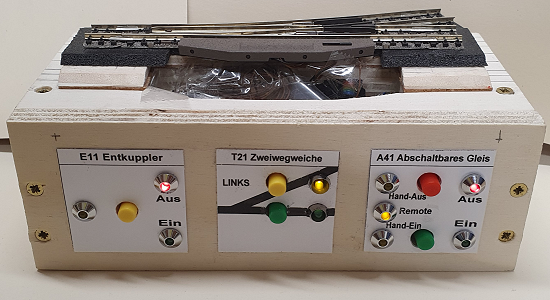 E11 Entkuppler
Aus
Ein
T21 Zweiwegweiche
LINKS
A41 Abschaltbares Gleis
Hand-Aus
Aus
Remote
Hand-Ein
Ein